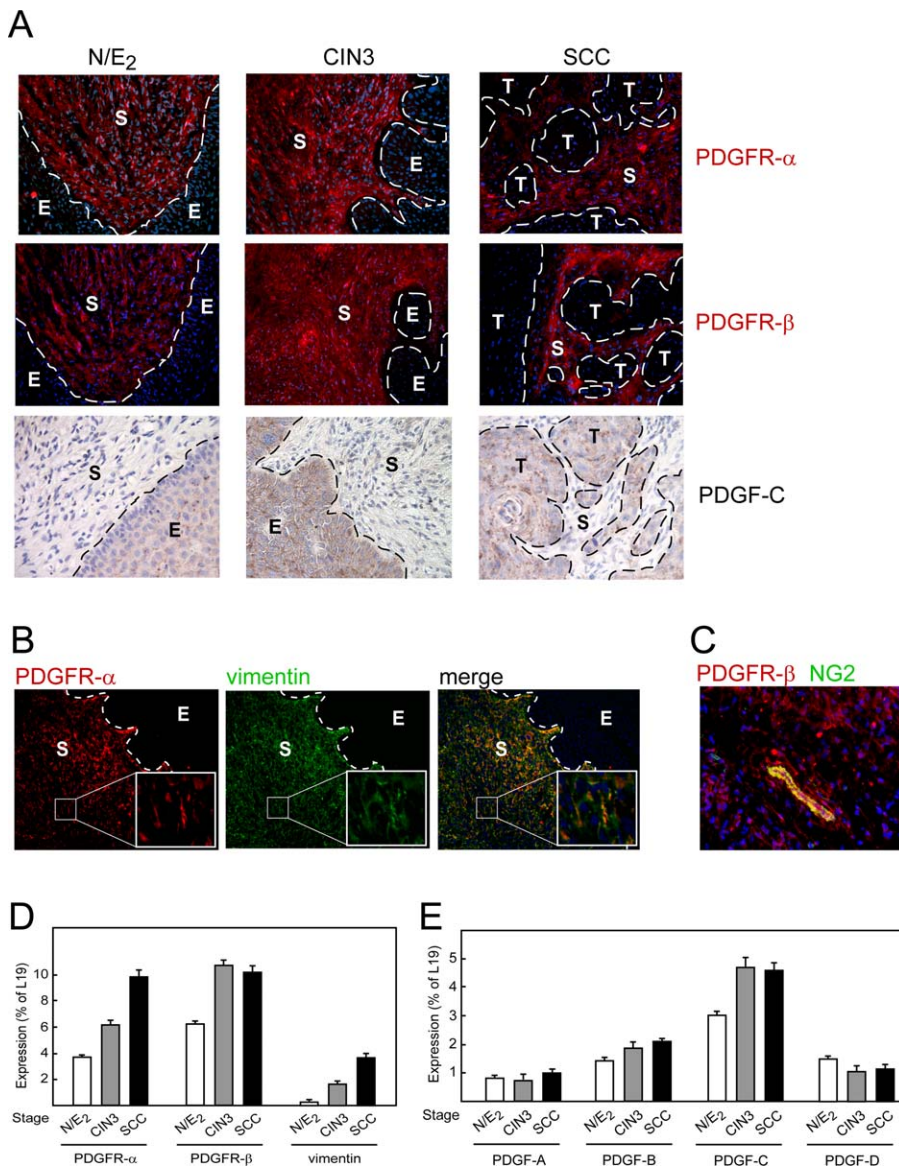 A
N/E2 CIN3 SCC
S E E
S E
T T T T S T
PDGFR-α
S E E
S E E
T T S T T
PDGFR-β
S E
S E
T T S
PDGF-C
B
PDGFR-α vimentin merge
S E
S E
S E
C
PDGFR-β NG2
D
Expression (% of L19)
10
8
6
4
2
Stage N/E2 CIN3 SCC N/E2 CIN3 SCC N/E2 CIN3 SCC
PDGFR-α PDGFR-β vimentin
E
Expression (% of L19)
5
4
3
2
1
Stage N/E2 CIN3 SCC N/E2 CIN3 SCC N/E2 CIN3 SCC N/E2 CIN3 SCC
PDGF-A PDGF-B PDGF-C PDGF-D